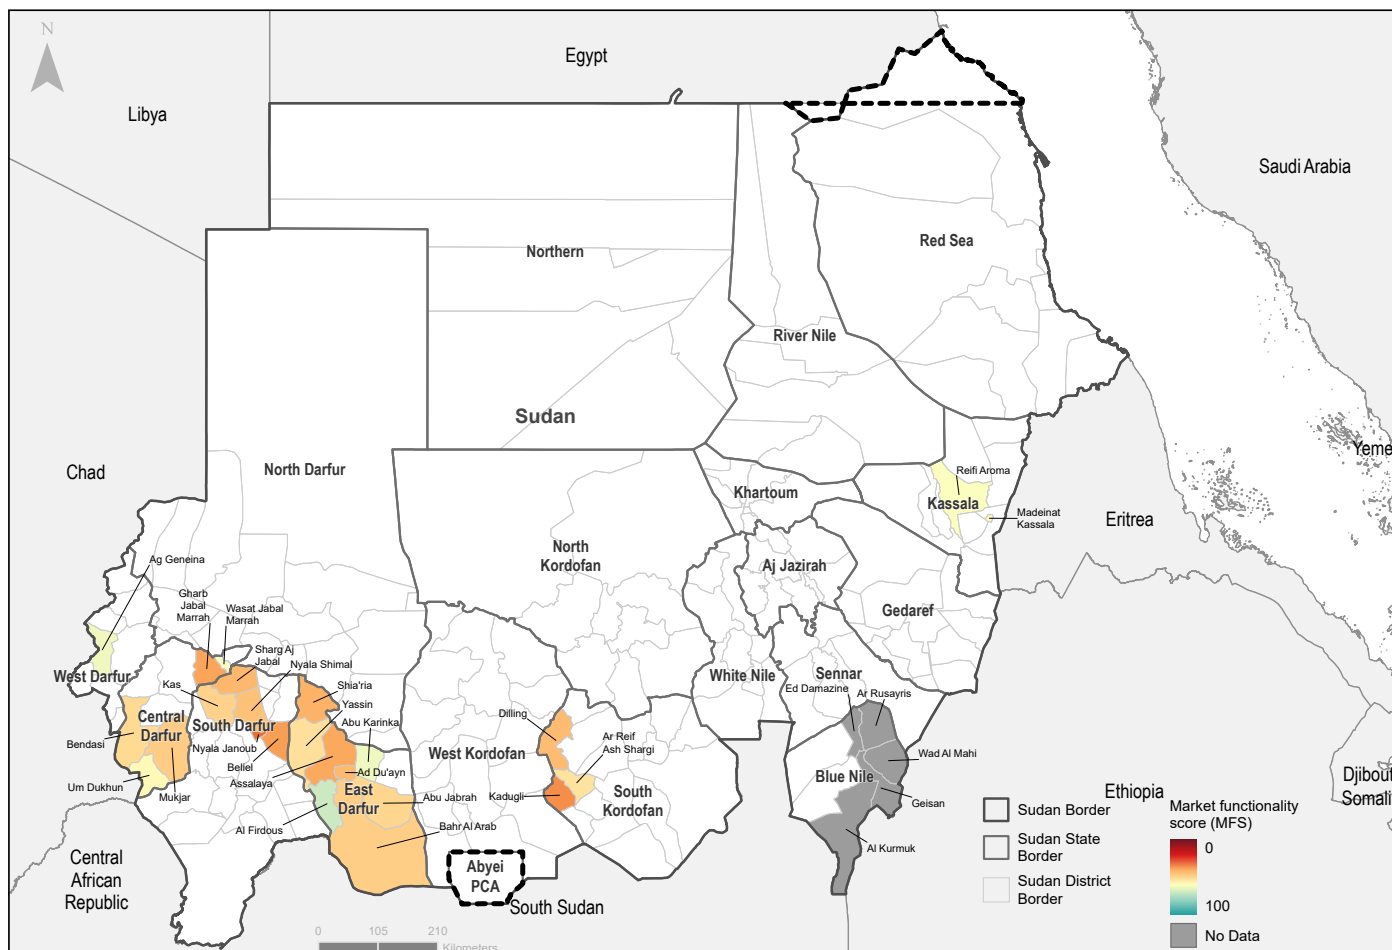 N
Egypt
Libya
Saudi Arabia
Northern
Red Sea
River Nile
Sudan
Chad
North Darfur
Yeme
Reifi Aroma
Khartoum
Kassala
Madeinat
Kassala
Eritrea
North
Kordofan
Ag Geneina
Aj Jazirah
Gharb
Jabal
Marrah
Wasat Jabal
Marrah
Gedaref
Sharg Aj
Jabal
Nyala Shimal
West Darfur
Kas
Shia'ria
White Nile
Sennar
Ed Damazine
Ar Rusayris
Yassin
Central
Darfur
South Darfur
Abu Karinka
Dilling
Bendasi
Nyala Janoub
West Kordofan
Ar Reif
Ash Shargi
Wad Al Mahi
Bellel
Assalaya
Ad Du'ayn
Blue Nile
Um Dukhun
Mukjar
East
Darfur
Abu Jabrah
Kadugli
South
Kordofan
Geisan
Ethiopia
Djibout
Somali
Al Firdous
Bahr Al Arab
Al Kurmuk
Central
African
Republic
Abyei
PCA
South Sudan
0 105 210
Kilometers
Sudan Border
Sudan State
Border
Sudan District
Border
Market functionality
score (MFS)
0
100
No Data